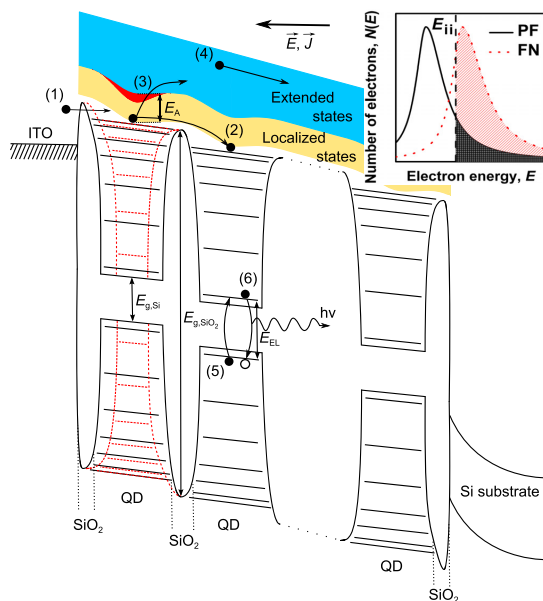 E, J
(4)
(3)
(1)
E_A
Extended
states
(2)
Localized
states
ITO
E_g,Si
E_g,SiO₂
(6)
hν
E_EL
(5)
QD
QD
QD
SiO₂
SiO₂
SiO₂
Si substrate
Number of electrons, N(E)
E_ii
PF
FN
Electron energy, E